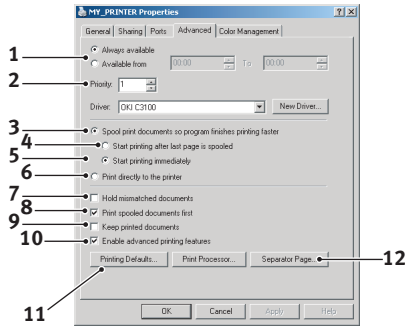 MY_PRINTER Properties
General Sharing Ports Advanced Color Management
1
Always available
Available from 00:00 To 00:00
2
Priority: 1
Driver: OKI C3100 New Driver...
3 Spool print documents so program finishes printing faster
4 Start printing after last page is spooled
5 Start printing immediately
6 Print directly to the printer
7 Hold mismatched documents
8 Print spooled documents first
9 Keep printed documents
10 Enable advanced printing features
Printing Defaults... Print Processor... Separator Page... 12
11
OK Cancel Apply Help